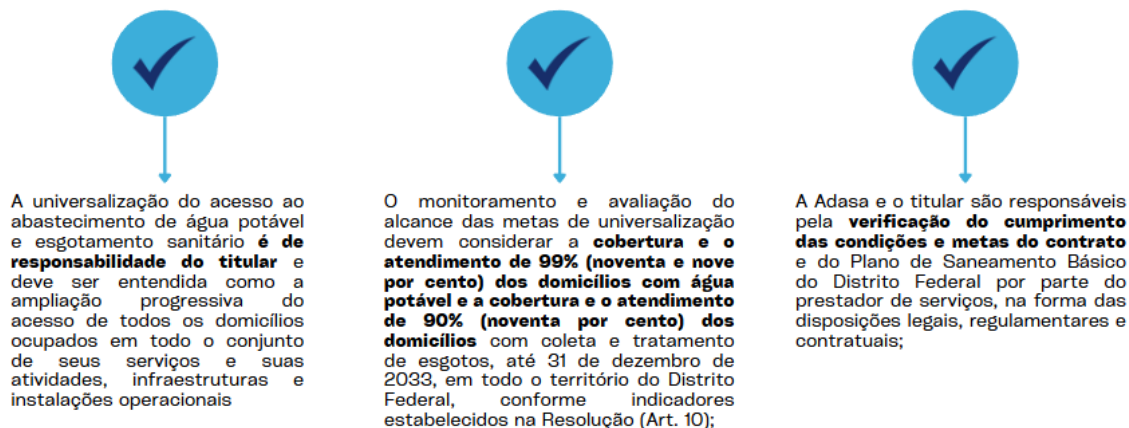 A universalização do acesso ao
abastecimento de água potável
e esgotamento sanitário é de
responsabilidade do titular e
deve ser entendida como a
ampliação progressiva do
acesso de todos os domicílios
ocupados em todo o conjunto
de seus serviços e suas
atividades, infraestruturas e
instalações operacionais
O monitoramento e avaliação do
alcance das metas de universalização
devem considerar a cobertura e o
atendimento de 99% (noventa e nove
por cento) dos domicílios com água
potável e a cobertura e o atendimento
de 90% (noventa por cento) dos
domicílios com coleta e tratamento
de esgotos, até 31 de dezembro de
2033, em todo o território do Distrito
Federal, conforme indicadores
estabelecidos na Resolução (Art. 10);
A Adasa e o titular são responsáveis
pela verificação do cumprimento
das condições e metas do contrato
e do Plano de Saneamento Básico
do Distrito Federal por parte do
prestador de serviços, na forma das
disposições legais, regulamentares e
contratuais;